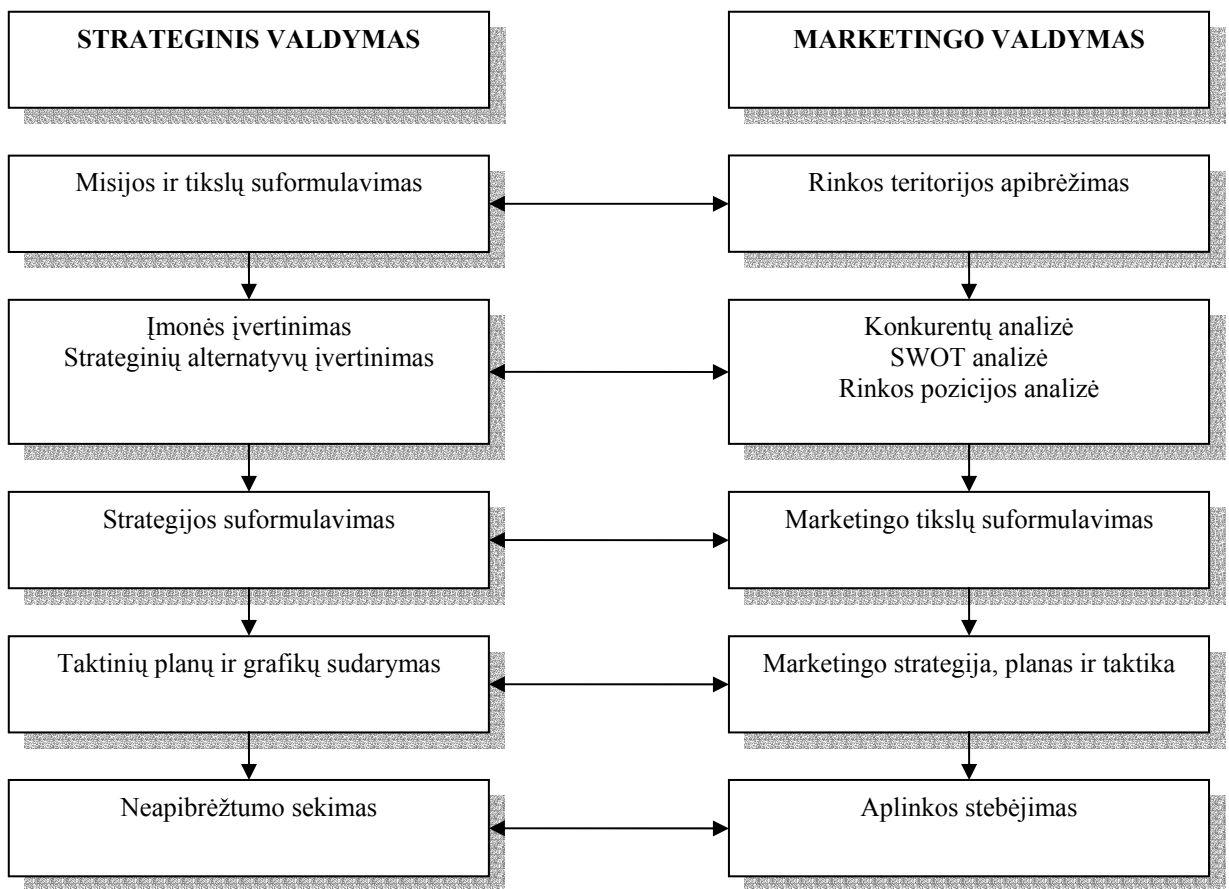 STRATEGINIS VALDYMAS
MARKETINGO VALDYMAS
Misijos ir tikslų suformulavimas
Rinkos teritorijos apibrėžimas
Įmonės įvertinimas
Strateginių alternatyvų įvertinimas
Konkurentų analizė
SWOT analizė
Rinkos pozicijos analizė
Strategijos suformulavimas
Marketingo tikslų suformulavimas
Taktinių planų ir grafikų sudarymas
Marketingo strategija, planas ir taktika
Neapibrėžtumo sekimas
Aplinkos stebėjimas